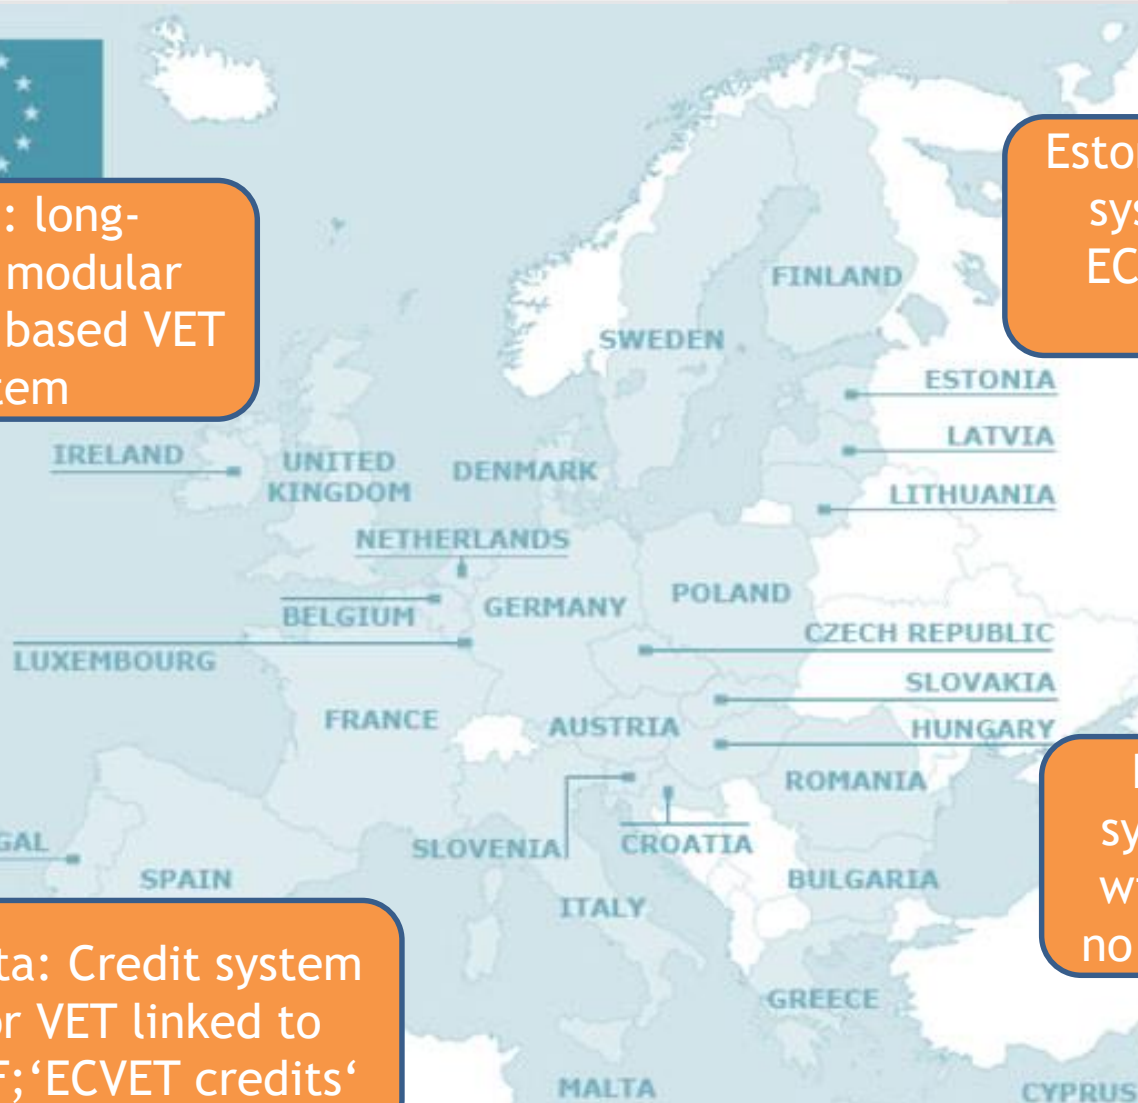 : long-
modular
based VET
tem
Esto
sys
EC
FINLAND
SWEDEN
ESTONIA
LATVIA
LITHUANIA
IRELAND
UNITED
KINGDOM
DENMARK
NETHERLANDS
BELGIUM
GERMANY
POLAND
LUXEMBOURG
CZECH REPUBLIC
SLOVAKIA
HUNGARY
FRANCE
AUSTRIA
ROMANIA
SLOVENIA
CROATIA
GAL
SPAIN
ITALY
BULGARIA
GREECE
MALTA
CYPRUS
sy
no
ta: Credit system
or VET linked to
F;‘ECVET credits‘